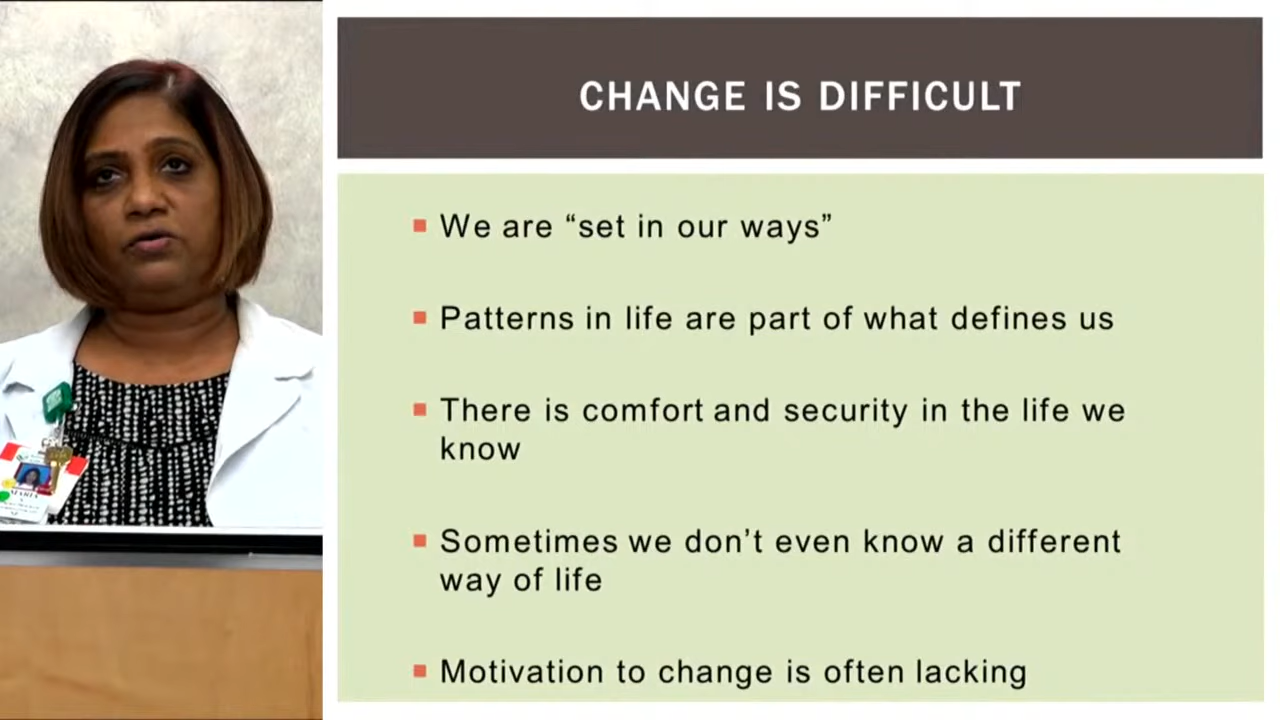 CHANGE IS DIFFICULT
▪ We are “set in our ways”
▪ Patterns in life are part of what defines us
▪ There is comfort and security in the life we
know
▪ Sometimes we don’t even know a different
way of life
▪ Motivation to change is often lacking
MARIA